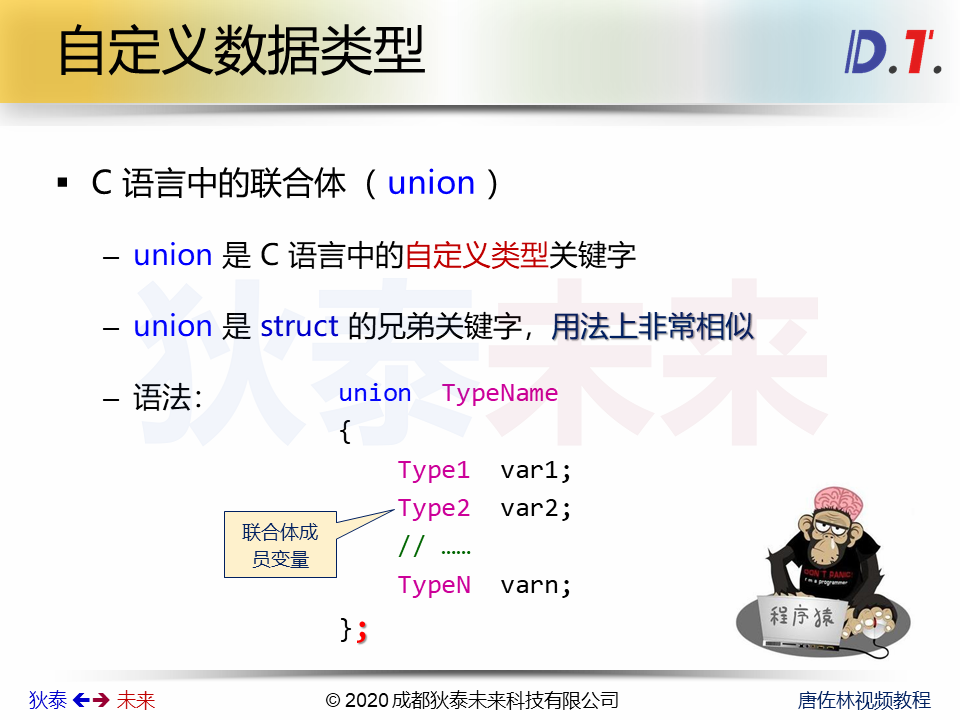 自定义数据类型
D.T.
▪ C 语言中的联合体（union）
– union 是 C 语言中的自定义类型关键字
– union 是 struct 的兄弟关键字，用法上非常相似
狄泰未来
– 语法：
union TypeName
{
Type1 var1;
Type2 var2;
// ……
TypeN varn;
};
联合体成
员变量
DON'T PANIC
I'm a programmer
程序猿
狄泰 🡸🡺 未来
© 2020 成都狄泰未来科技有限公司
唐佐林视频教程